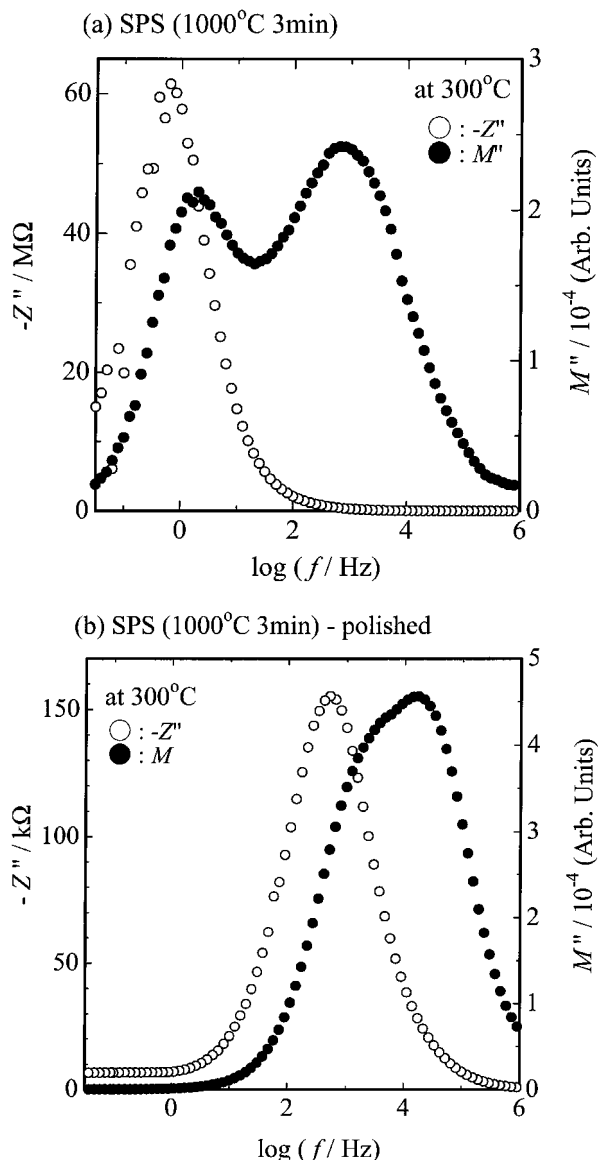 (a) SPS (1000°C 3min)
at 300°C
○ : -Z"
● : M"
60
40
20
0
-Z" / MΩ
3
2
1
0
M" / 10⁻⁴ (Arb. Units)
0 2 4 6
log (f / Hz)
(b) SPS (1000°C 3min) - polished
at 300°C
○ : -Z"
● : M
150
100
50
0
- Z" / kΩ
5
4
3
2
1
0
M" / 10⁻⁴ (Arb. Units)
0 2 4 6
log (f / Hz)